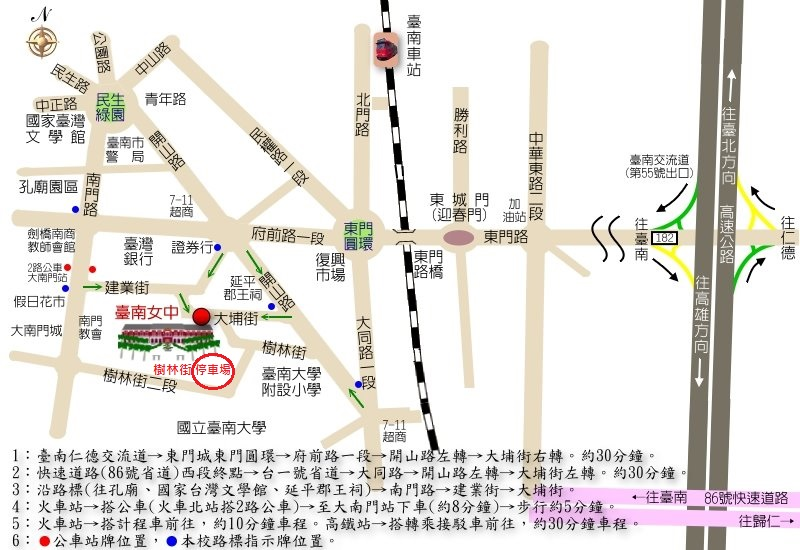 N
公園路
中山路
民生路
中正路
民生
綠園
青年路
國家臺灣
文學館
臺南市
警局
開山路
民權路一段
北門路
臺南車站
勝利路
中華東路二段
臺南交流道
(第55號出口)
往臺北方向
高速公路
往高雄方向
孔廟園區
南門路
7-11
超商
東城門
(迎春門)
加油站
劍橋南商
教師會館
臺灣
銀行
證券行
府前路一段
東門
圓環
東門路
往臺南
182
往仁德
2路公車
大南門站
復興
市場
東門
路橋
建業街
延平
郡王祠
開山路
假日花市
臺南女中
大埔街
大南門城
南門
教會
大同路一段
樹林街
樹林街
停車場
樹林街二段
臺南大學
附設小學
國立臺南大學
7-11
超商
1：臺南仁德交流道→東門城東門圓環→府前路一段→開山路左轉→大埔街右轉。約30分鐘。
2：快速道路(86號省道)西段終點→台一號省道→大同路→開山路左轉→大埔街左轉。約30分鐘。
3：沿路標(往孔廟、國家台灣文學館、延平郡王祠)→南門路→建業街→大埔街。
4：火車站→搭公車(火車北站搭2路公車)→至大南門站下車(約8分鐘)→步行約5分鐘。
5：火車站→搭計程車前往，約10分鐘車程。高鐵站→搭轉乘接駁車前往，約30分鐘車程。
6：●公車站牌位置，●本校路標指示牌位置。
←往臺南 86號快速道路
往歸仁→